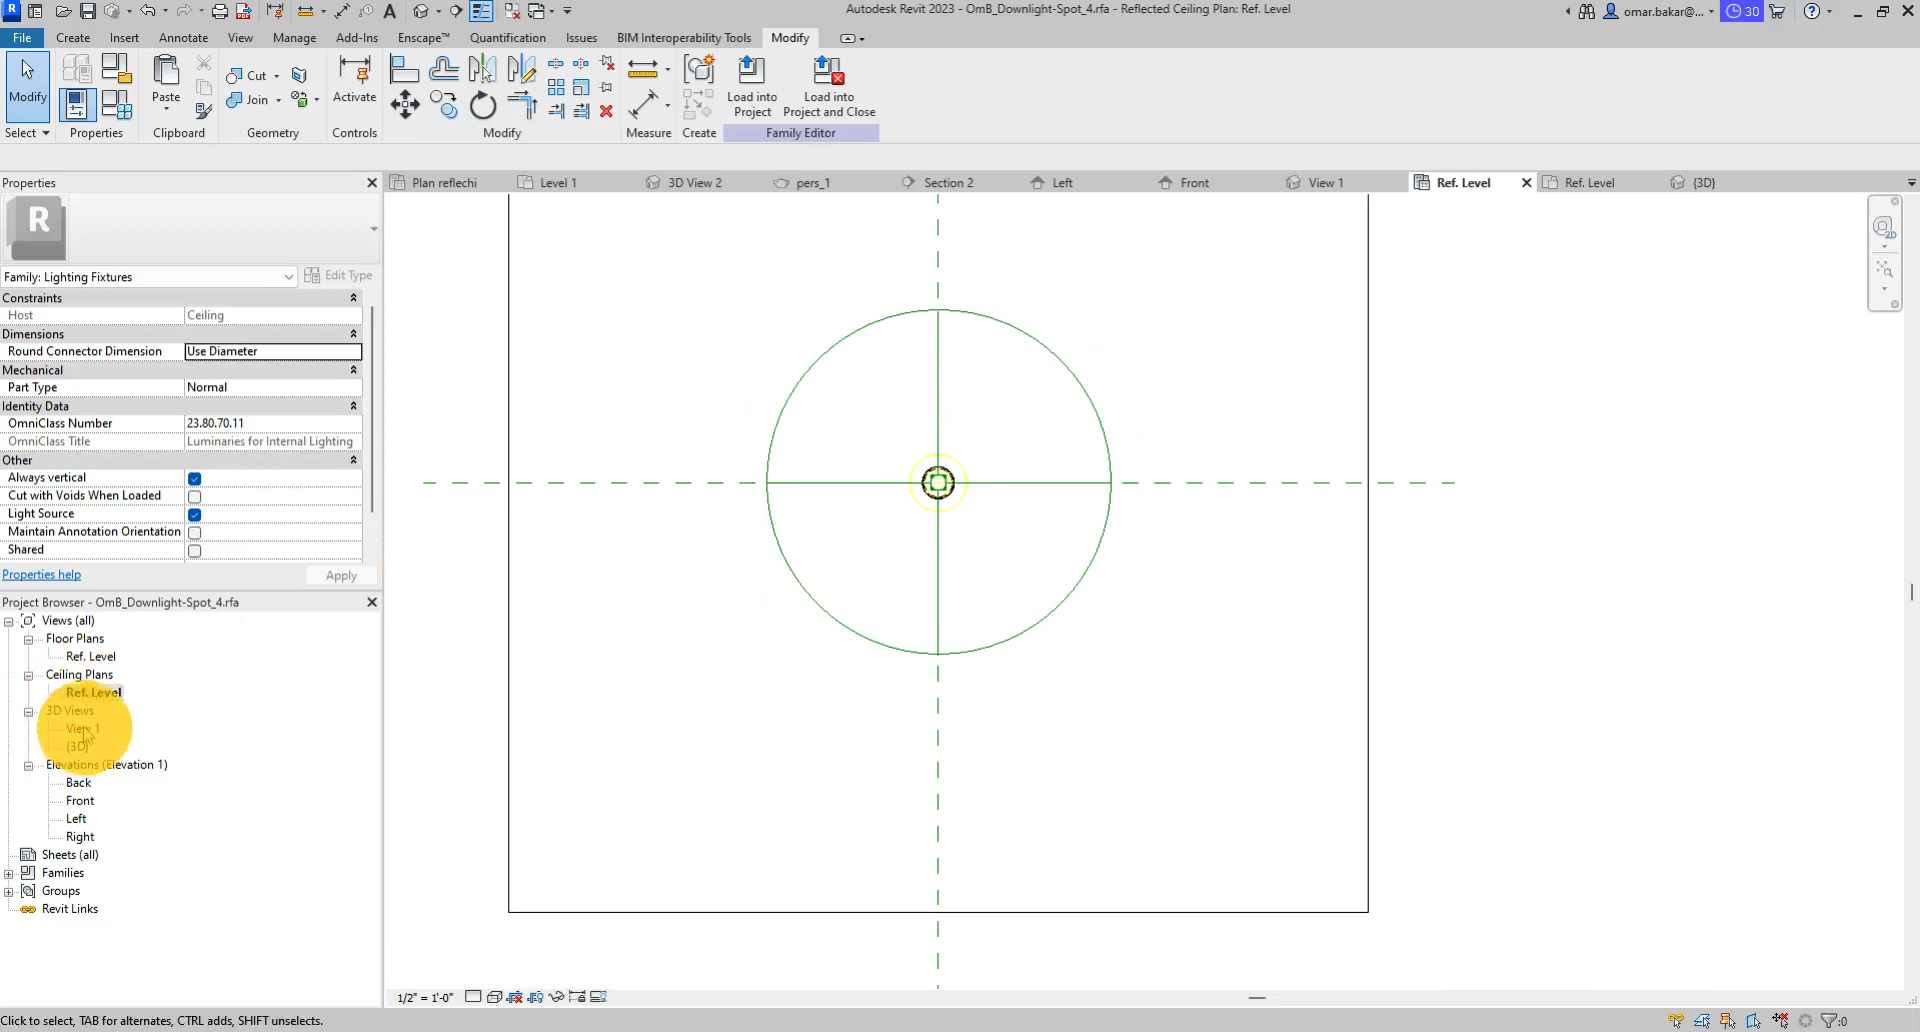 Autodesk Revit 2023 - OmB_Downlight-Spot_4.rfa - Reflected Ceiling Plan: Ref. Level
omar.bakar@...
30
File Create Insert Annotate View Manage Add-Ins Enscape™ Quantification Issues BIM Interoperability Tools Modify
Modify
Paste
Cut
Join
Activate
Load into Project
Load into Project and Close
Select Properties Clipboard Geometry Controls Modify Measure Create Family Editor
Properties
Plan reflechi Level 1 3D View 2 pers_1 Section 2 Left Front View 1 Ref. Level Ref. Level {3D}
R
2D
Family: Lighting Fixtures Edit Type
Constraints
Host Ceiling
Dimensions
Round Connector Dimension Use Diameter
Mechanical
Part Type Normal
Identity Data
OmniClass Number 23.80.70.11
OmniClass Title Luminaries for Internal Lighting
Other
Always vertical
Cut with Voids When Loaded
Light Source
Maintain Annotation Orientation
Shared
Properties help Apply
Project Browser - OmB_Downlight-Spot_4.rfa
Views (all)
Floor Plans
Ref. Level
Ceiling Plans
Ref. Level
3D Views
View 1
{3D}
Elevations (Elevation 1)
Back
Front
Left
Right
Sheets (all)
Families
Groups
Revit Links
1/2" = 1'-0"
Click to select, TAB for alternates, CTRL adds, SHIFT unselects.
:0